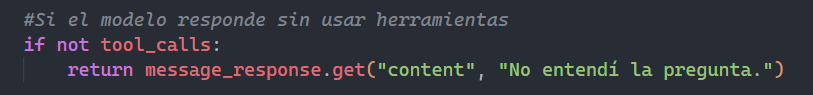 #Si el modelo responde sin usar herramientas
if not tool_calls:
    return message_response.get("content", "No entendí la pregunta.")